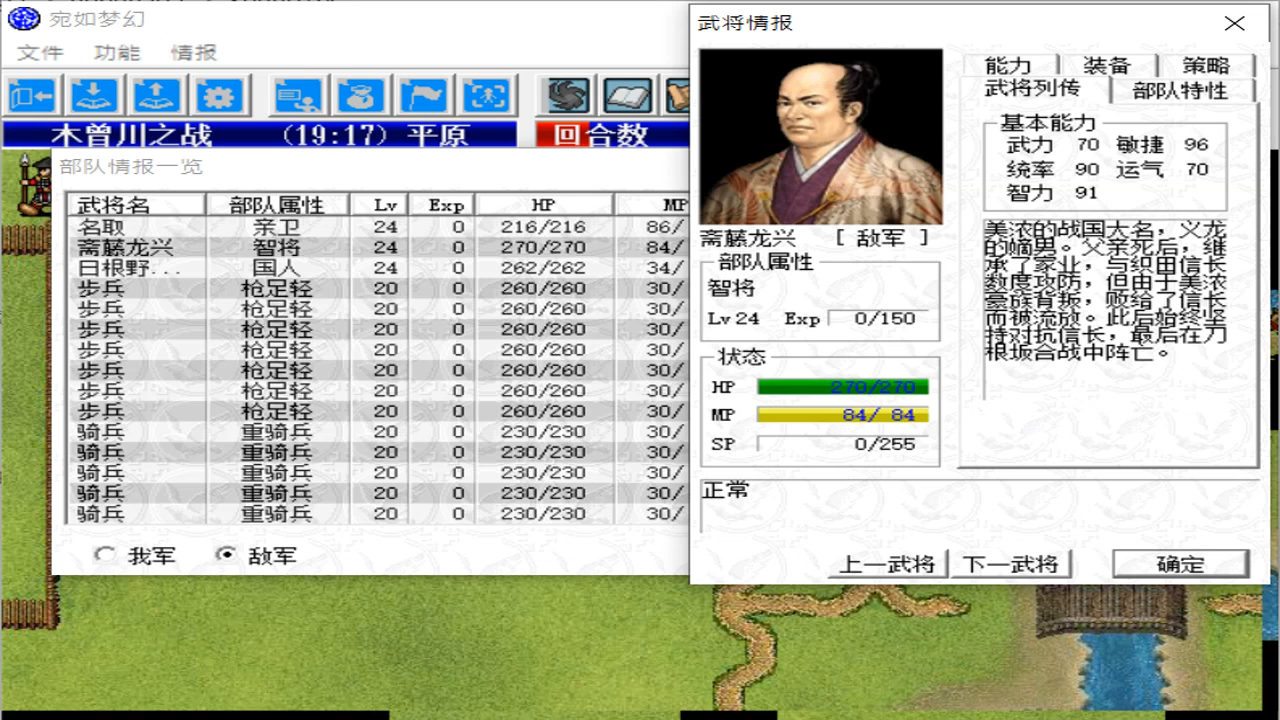 宛如梦幻
文件 功能 情报
木曾川之战 (19:17) 平原 回合数
部队情报一览
武将名 部队属性 Lv Exp HP MP
名取 亲卫 24 0 216/216 86/
斋藤龙兴 智将 24 0 270/270 84/
日根野... 国人 24 0 262/262 34/
步兵 枪足轻 20 0 260/260 30/
步兵 枪足轻 20 0 260/260 30/
步兵 枪足轻 20 0 260/260 30/
步兵 枪足轻 20 0 260/260 30/
步兵 枪足轻 20 0 260/260 30/
步兵 枪足轻 20 0 260/260 30/
步兵 枪足轻 20 0 260/260 30/
骑兵 重骑兵 20 0 230/230 30/
骑兵 重骑兵 20 0 230/230 30/
骑兵 重骑兵 20 0 230/230 30/
骑兵 重骑兵 20 0 230/230 30/
骑兵 重骑兵 20 0 230/230 30/
我军 敌军
武将情报
斋藤龙兴 [ 敌军 ]
部队属性
智将
Lv 24 Exp 0/150
状态
HP 270/270
MP 84/ 84
SP 0/255
能力 装备 策略
武将列传 部队特性
基本能力
武力 70 敏捷 96
统率 90 运气 70
智力 91
美浓的战国大名，义龙
的嫡男。父亲死后，继
承了家业，与织田信长
数度攻防，但由于美浓
豪族背叛，败给了信长
而被流放。此后始终坚
持对抗信长，最后在刀
根坂合战中阵亡。
正常
上一武将 下一武将 确定